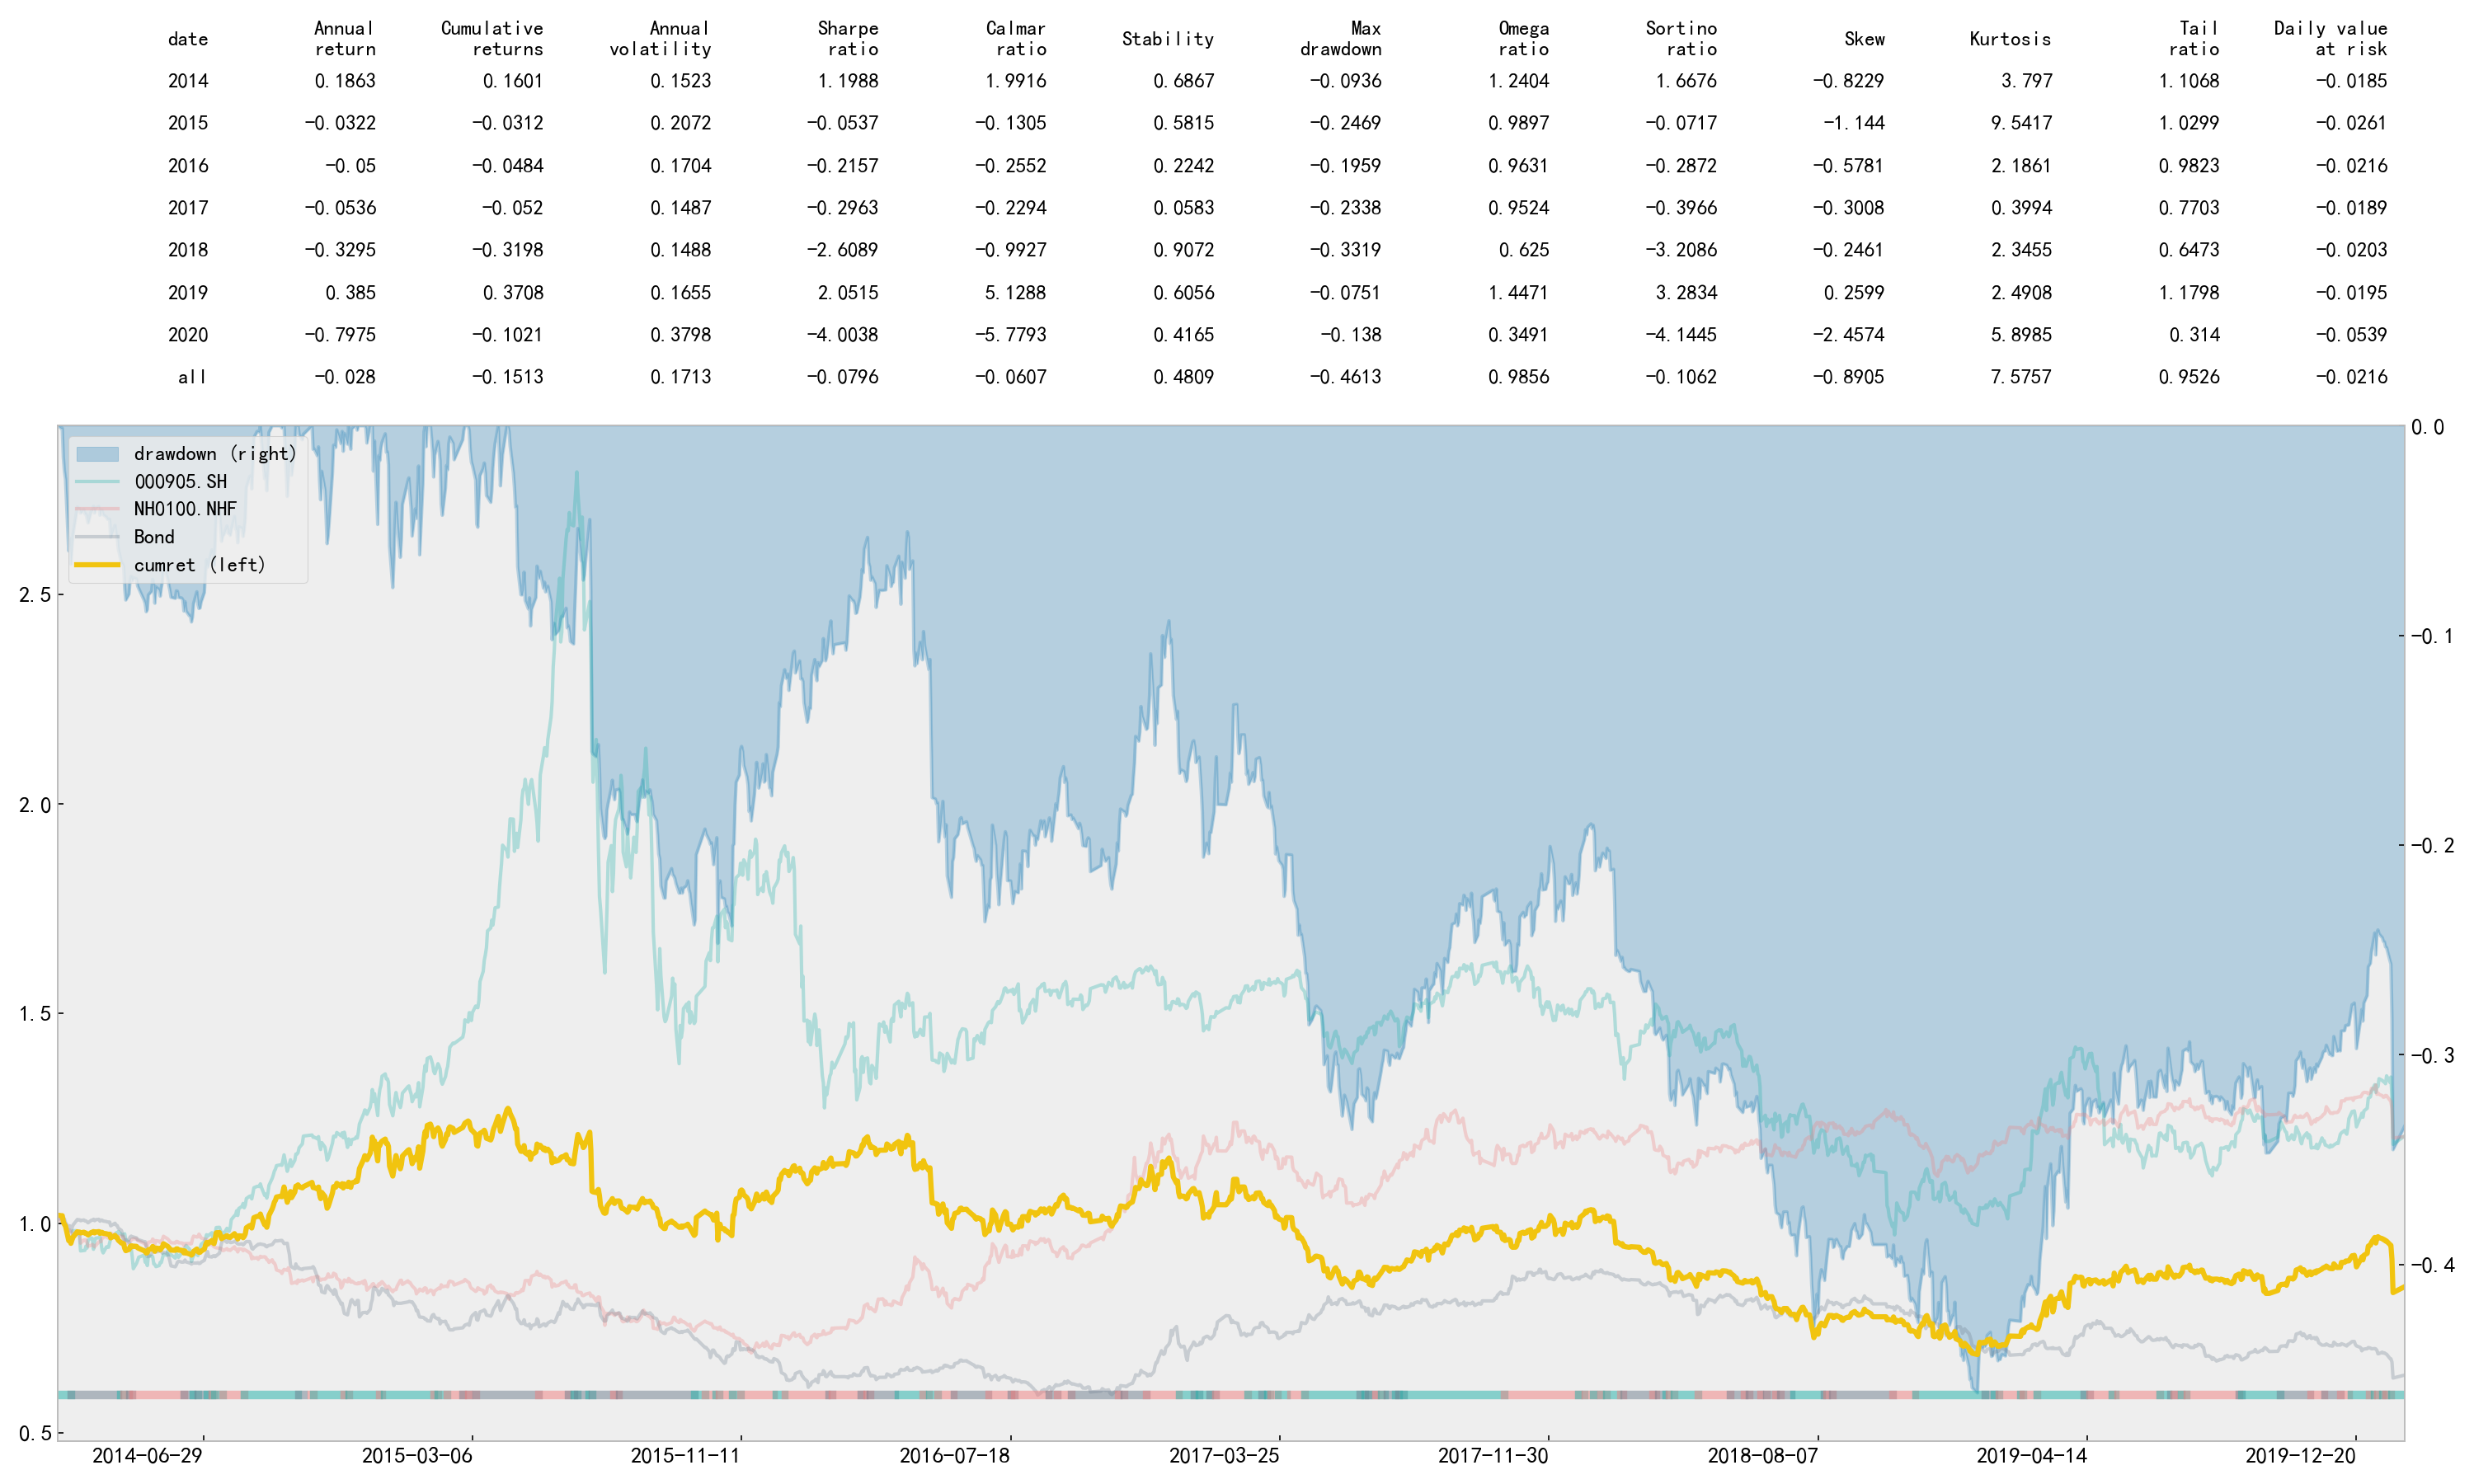 date Annual return Cumulative returns Annual volatility Sharpe ratio Calmar ratio Stability Max drawdown Omega ratio Sortino ratio Skew Kurtosis Tail ratio Daily value at risk
2014 0.1863 0.1601 0.1523 1.1988 1.9916 0.6867 −0.0936 1.2404 1.6676 −0.8229 3.797 1.1068 −0.0185
2015 −0.0322 −0.0312 0.2072 −0.0537 −0.1305 0.5815 −0.2469 0.9897 −0.0717 −1.144 9.5417 1.0299 −0.0261
2016 −0.05 −0.0484 0.1704 −0.2157 −0.2552 0.2242 −0.1959 0.9631 −0.2872 −0.5781 2.1861 0.9823 −0.0216
2017 −0.0536 −0.052 0.1487 −0.2963 −0.2294 0.0583 −0.2338 0.9524 −0.3966 −0.3008 0.3994 0.7703 −0.0189
2018 −0.3295 −0.3198 0.1488 −2.6089 −0.9927 0.9072 −0.3319 0.625 −3.2086 −0.2461 2.3455 0.6473 −0.0203
2019 0.385 0.3708 0.1655 2.0515 5.1288 0.6056 −0.0751 1.4471 3.2834 0.2599 2.4908 1.1798 −0.0195
2020 −0.7975 −0.1021 0.3798 −4.0038 −5.7793 0.4165 −0.138 0.3491 −4.1445 −2.4574 5.8985 0.314 −0.0539
all −0.028 −0.1513 0.1713 −0.0796 −0.0607 0.4809 −0.4613 0.9856 −0.1062 −0.8905 7.5757 0.9526 −0.0216
drawdown (right)
000905.SH
NH0100.NHF
Bond
cumret (left)
2.5
2.0
1.5
1.0
0.5
0.0
−0.1
−0.2
−0.3
−0.4
2014−06−29 2015−03−06 2015−11−11 2016−07−18 2017−03−25 2017−11−30 2018−08−07 2019−04−14 2019−12−20